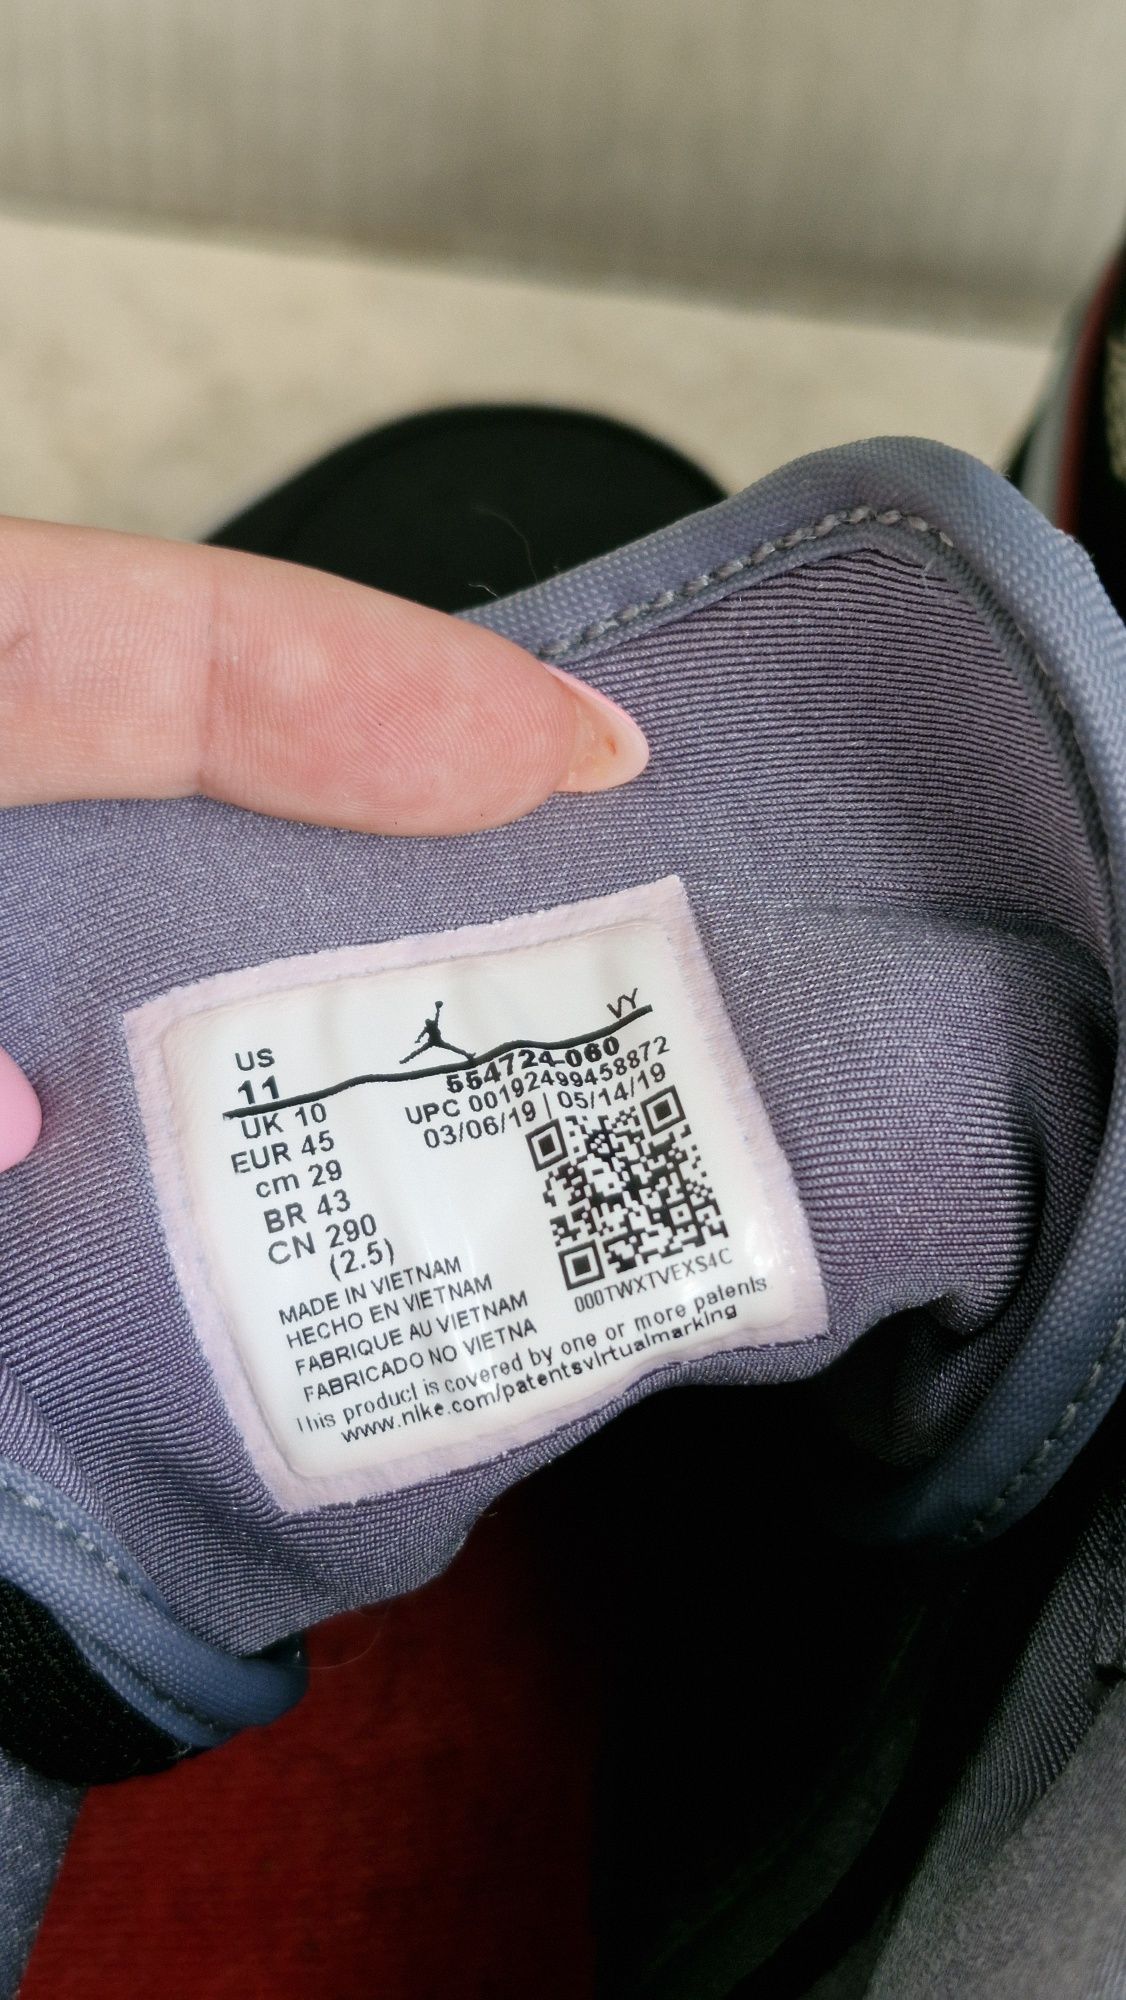 US
11
UK 10
EUR 45
cm 29
BR 43
CN 290
(2.5)
VY
554724-060
UPC 00192499458872
03/06/19 | 05/14/19
000TWXTVEXS4C
MADE IN VIETNAM
HECHO EN VIETNAM
FABRIQUE AU VIETNAM
FABRICADO NO VIETNA
This product is covered by one or more patents.
www.nike.com/patentsvirtualmarking